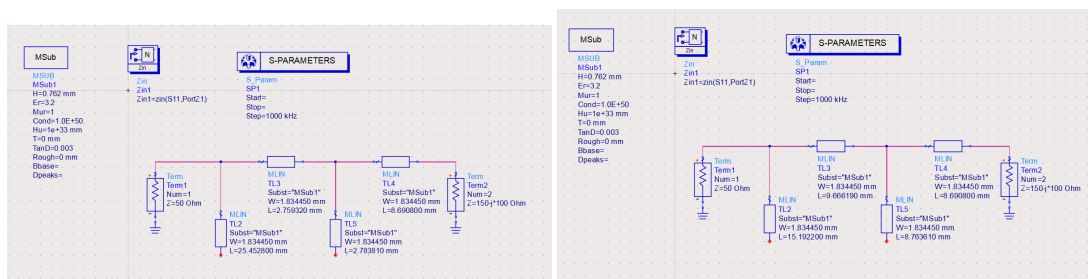 MSub
MSUB
MSub1
H=0.762 mm
Er=3.2
Mur=1
Cond=1.0E+50
Hu=1e+33 mm
T=0 mm
TanD=0.003
Rough=0 mm
Bbase=
Dpeaks=
N
Zin
Zin
Zin1
Zin1=zin(S11,PortZ1)
S-PARAMETERS
S_Param
SP1
Start=
Stop=
Step=1000 kHz
Term
Term1
Num=1
Z=50 Ohm
MLIN
TL2
Subst="MSub1"
W=1.834450 mm
L=25.452800 mm
MLIN
TL3
Subst="MSub1"
W=1.834450 mm
L=2.759320 mm
MLIN
TL5
Subst="MSub1"
W=1.834450 mm
L=2.783810 mm
MLIN
TL4
Subst="MSub1"
W=1.834450 mm
L=8.690800 mm
Term
Term2
Num=2
Z=150-j*100 Ohm
MSub
MSUB
MSub1
H=0.762 mm
Er=3.2
Mur=1
Cond=1.0E+50
Hu=1e+33 mm
T=0 mm
TanD=0.003
Rough=0 mm
Bbase=
Dpeaks=
N
Zin
Zin
Zin1
Zin1=zin(S11,PortZ1)
S-PARAMETERS
S_Param
SP1
Start=
Stop=
Step=1000 kHz
Term
Term1
Num=1
Z=50 Ohm
MLIN
TL2
Subst="MSub1"
W=1.834450 mm
L=15.192200 mm
MLIN
TL3
Subst="MSub1"
W=1.834450 mm
L=9.666190 mm
MLIN
TL5
Subst="MSub1"
W=1.834450 mm
L=8.763610 mm
MLIN
TL4
Subst="MSub1"
W=1.834450 mm
L=8.690800 mm
Term
Term2
Num=2
Z=150-j*100 Ohm